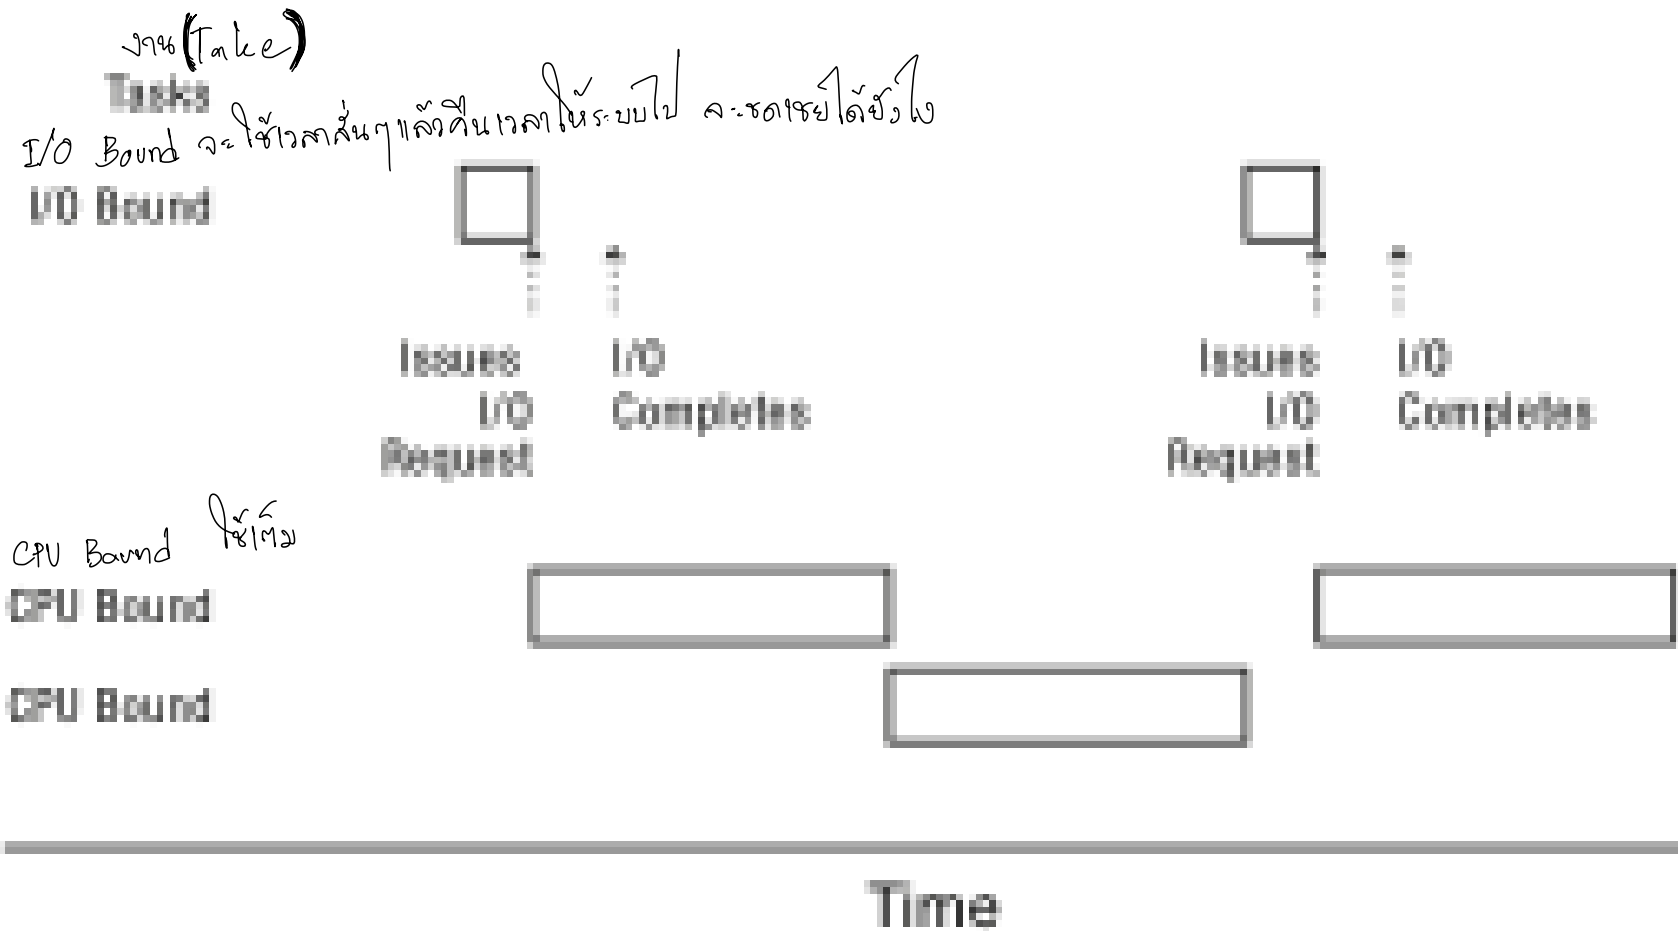 งาน(Take)
Tasks
I/O Bound จะใช้เวลาสั้นๆแล้วคืนเวลาให้ระบบไป จะชดเชยได้ยังไง
I/O Bound
Issues I/O Issues I/O
I/O Completes I/O Completes
Request Request
CPU Bound ใช้เต็ม
CPU Bound
CPU Bound
Time